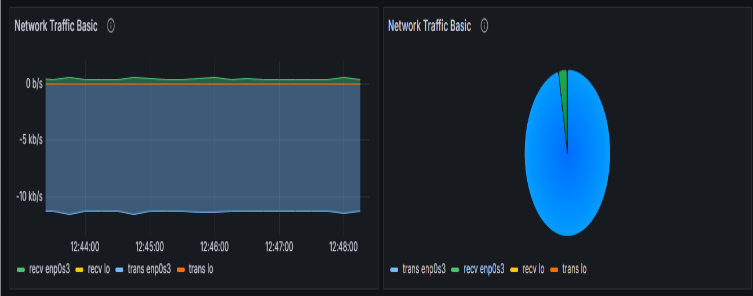 Network Traffic Basic
0 b/s
-5 kb/s
-10 kb/s
12:44:00 12:45:00 12:46:00 12:47:00 12:48:00
recv enp0s3 recv lo trans enp0s3 trans lo
Network Traffic Basic
trans enp0s3 recv enp0s3 recv lo trans lo